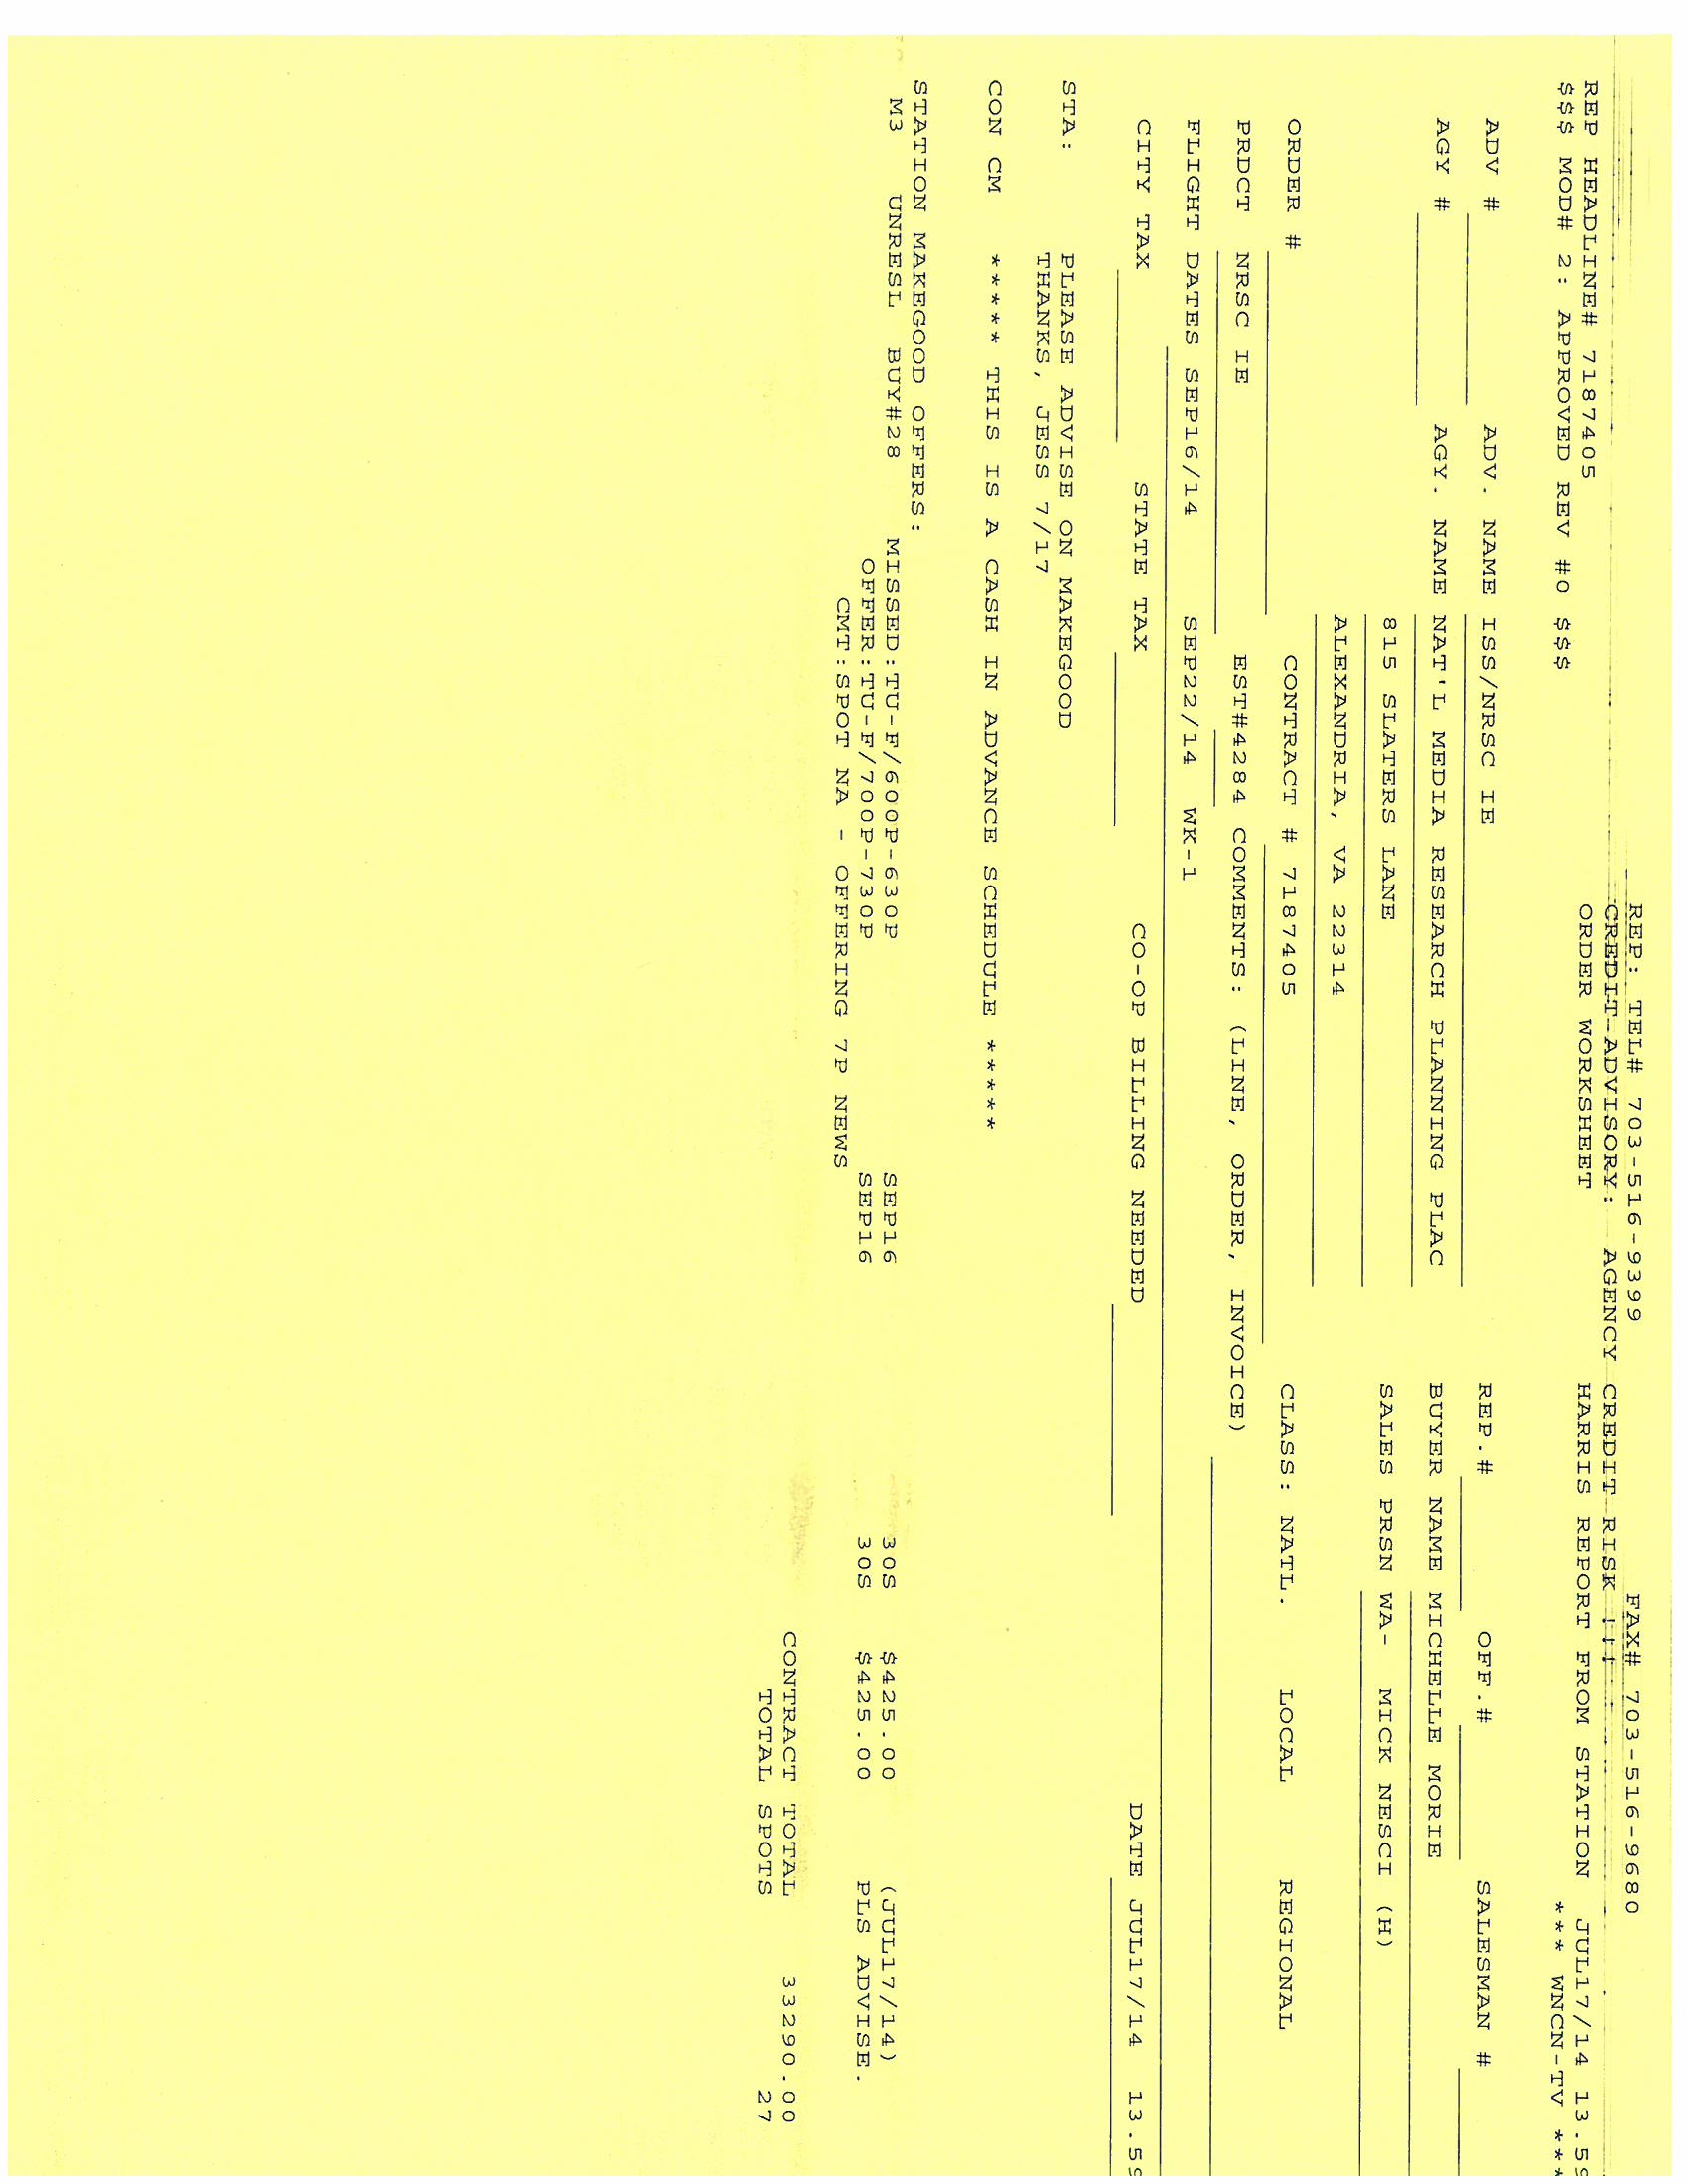 REP: TEL# 703-516-9399 FAX# 703-516-9680
CREDIT ADVISORY: AGENCY CREDIT RISK !!!
REP HEADLINE# 7187405 ORDER WORKSHEET HARRIS REPORT FROM STATION JUL17/14 13.59
$$$ MOD# 2: APPROVED REV #0 $$$ *** WNCN-TV ***
ADV # ADV. NAME ISS/NRSC IE REP.# OFF.# SALESMAN #
AGY # AGY. NAME NAT'L MEDIA RESEARCH PLANNING PLAC BUYER NAME MICHELLE MORIE
815 SLATERS LANE SALES PRSN WA- MICK NESCI (H)
ALEXANDRIA, VA 22314
ORDER # CONTRACT # 7187405 CLASS: NATL. LOCAL REGIONAL
PRDCT NRSC IE EST#4284 COMMENTS: (LINE, ORDER, INVOICE)
FLIGHT DATES SEP16/14 SEP22/14 WK-1
CITY TAX STATE TAX CO-OP BILLING NEEDED DATE JUL17/14 13.59
STA: PLEASE ADVISE ON MAKEGOOD
THANKS, JESS 7/17
CON CM ***** THIS IS A CASH IN ADVANCE SCHEDULE *****
STATION MAKEGOOD OFFERS:
M3 UNRESL BUY#28 MISSED:TU-F/600P-630P SEP16 30S $425.00 (JUL17/14)
OFFER:TU-F/700P-730P SEP16 30S $425.00 PLS ADVISE.
CMT:SPOT NA - OFFERING 7P NEWS
CONTRACT TOTAL 33290.00
TOTAL SPOTS 27